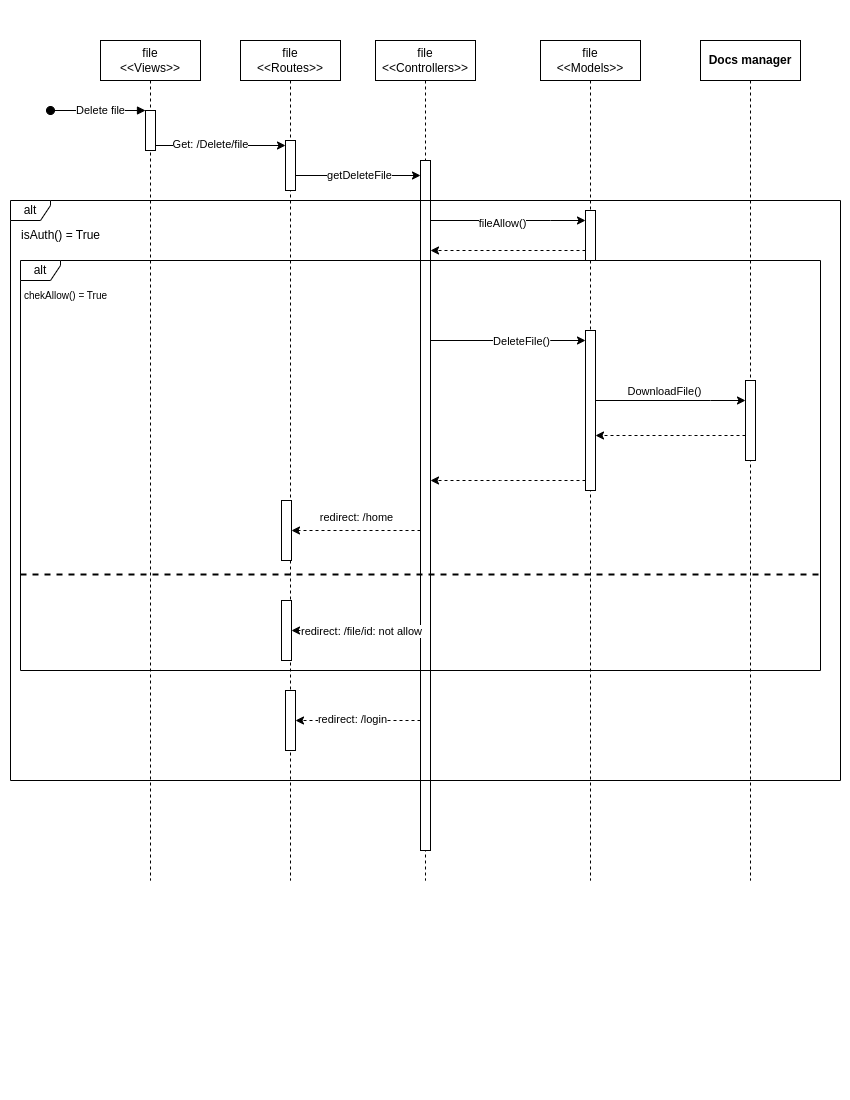 file
<<Views>>
file
<<Routes>>
file
<<Controllers>>
file
<<Models>>
Docs manager
Delete file
Get: /Delete/file
getDeleteFile
alt
isAuth() = True
fileAllow()
alt
chekAllow() = True
DeleteFile()
DownloadFile()
redirect: /home
redirect: /file/id: not allow
redirect: /login